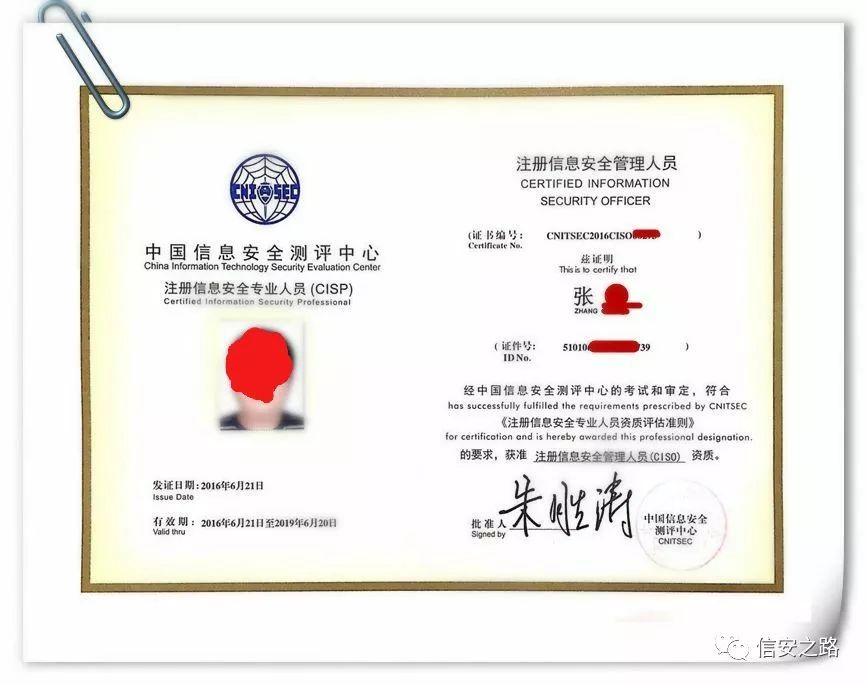 CNITSEC
中国信息安全测评中心
China Information Technology Security Evaluation Center
注册信息安全专业人员 (CISP)
Certified Information Security Professional
发证日期: 2016年6月21日
Issue Date
有效期: 2016年6月21日至2019年6月20日
Valid thru
注册信息安全管理人员
CERTIFIED INFORMATION
SECURITY OFFICER
(证书编号: CNITSEC2016CISO )
Certificate No.
兹证明
This is to certify that
张
ZHANG
(证件号: 51010 39 )
ID No.
经中国信息安全测评中心的考试和审定，符合
has successfully fulfilled the requirements prescribed by CNITSEC
《注册信息安全专业人员资质评估准则》
for certification and is hereby awarded this professional designation.
的要求，获准 注册信息安全管理人员(CISO) 资质。
批准人 朱胜涛
Signed by
中国信息安全
测评中心
CNITSEC
信安之路